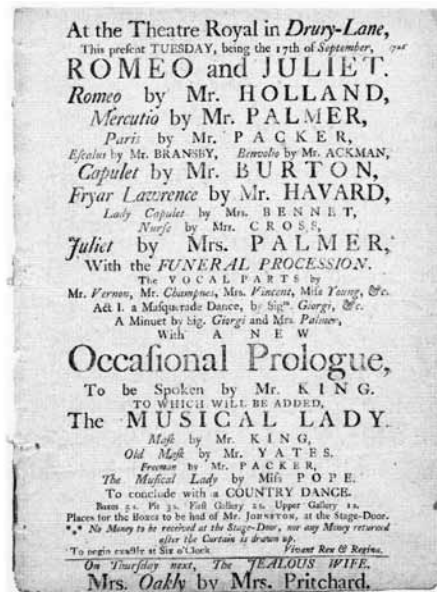 At the Theatre Royal in Drury-Lane,
This preſent TUESDAY, being the 17th of September,
ROMEO and JULIET.
Romeo by Mr. HOLLAND,
Mercutio by Mr. PALMER,
Paris by Mr. PACKER,
Eſcalus by Mr. BRANSBY, Benvolio by Mr. ACKMAN,
Capulet by Mr. BURTON,
Fryar Lawrence by Mr. HAVARD,
Lady Capulet by Mrs. BENNET,
Nurſe by Mrs. CROSS,
Juliet by Mrs. PALMER,
With the FUNERAL PROCESSION.
The VOCAL PARTS by
Mr. Vernon, Mr. Champnes, Mrs. Vincent, Miſs Young, &c.
Act I. a Maſquerade Dance, by Sigⁿ. Giorgi, &c.
A Minuet by Sig. Giorgi and Mrs. Palmer,
With A NEW
Occaſional Prologue,
To be Spoken by Mr. KING.
TO WHICH WILL BE ADDED,
The MUSICAL LADY.
Maſk by Mr. KING,
Old Maſk by Mr. YATES.
Freeman by Mr. PACKER,
The Muſical Lady by Miſs POPE.
To conclude with a COUNTRY DANCE.
Boxes 5s. Pit 3s. Firſt Gallery 2s. Upper Gallery 1s.
Places for the Boxes to be had of Mr. JOHNSTON, at the Stage-Door.
*⁎* No Money to be received at the Stage-Door, nor any Money returned
after the Curtain is drawn up.
To begin exactly at Six o'Clock Vivant Rex & Regina.
On Thurſday next, The JEALOUS WIFE.
Mrs. Oakly by Mrs. Pritchard.